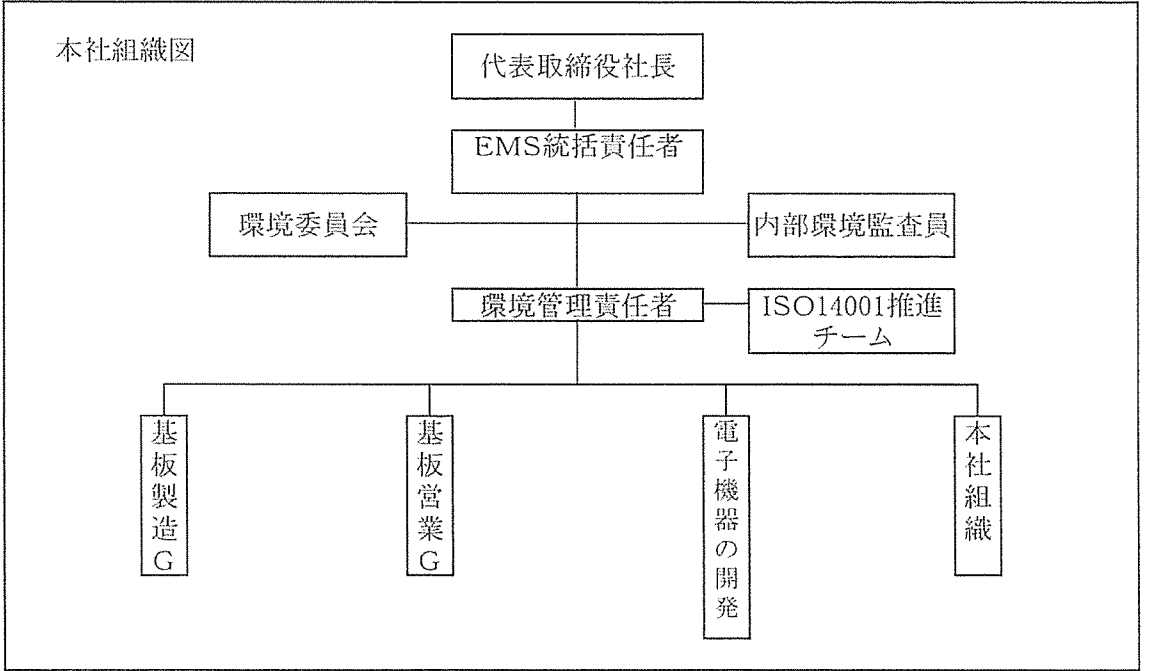 本社組織図
代表取締役社長
EMS統括責任者
環境委員会
内部環境監査員
環境管理責任者
ISO14001推進
チーム
基板製造G
基板営業G
電子機器の開発
本社組織